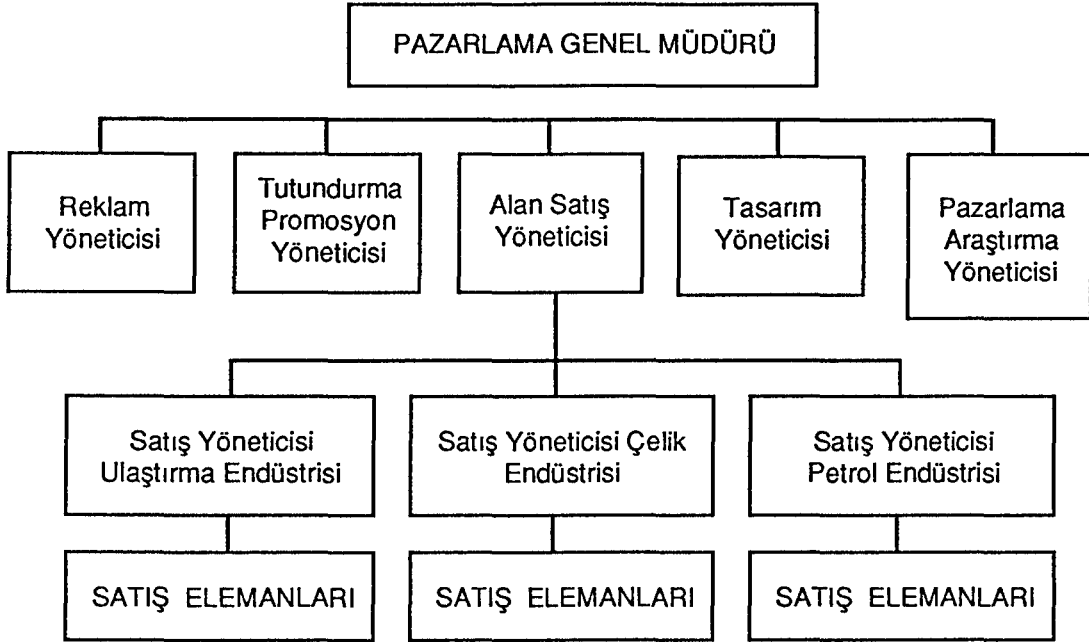 PAZARLAMA GENEL MÜDÜRÜ
Reklam
Yöneticisi
Tutundurma
Promosyon
Yöneticisi
Alan Satış
Yöneticisi
Tasarım
Yöneticisi
Pazarlama
Araştırma
Yöneticisi
Satış Yöneticisi
Ulaştırma Endüstrisi
Satış Yöneticisi Çelik
Endüstrisi
Satış Yöneticisi
Petrol Endüstrisi
SATIŞ ELEMANLARI
SATIŞ ELEMANLARI
SATIŞ ELEMANLARI